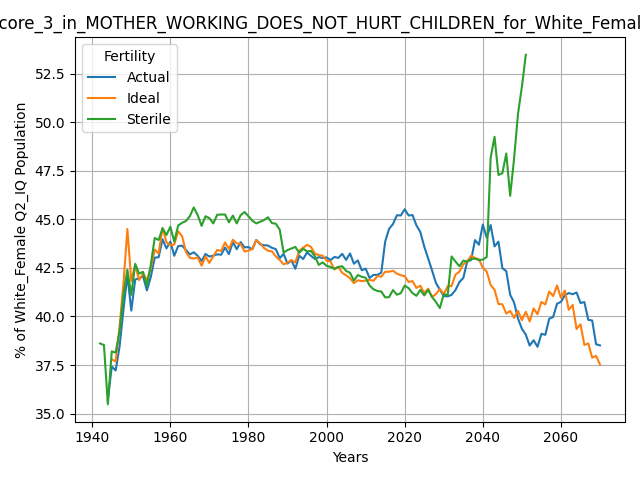 core_3_in_MOTHER_WORKING_DOES_NOT_HURT_CHILDREN_for_White_Femal
Fertility
Actual
Ideal
Sterile
% of White_Female Q2_IQ Population
52.5
50.0
47.5
45.0
42.5
40.0
37.5
35.0
1940
1960
1980
2000
2020
2040
2060
Years